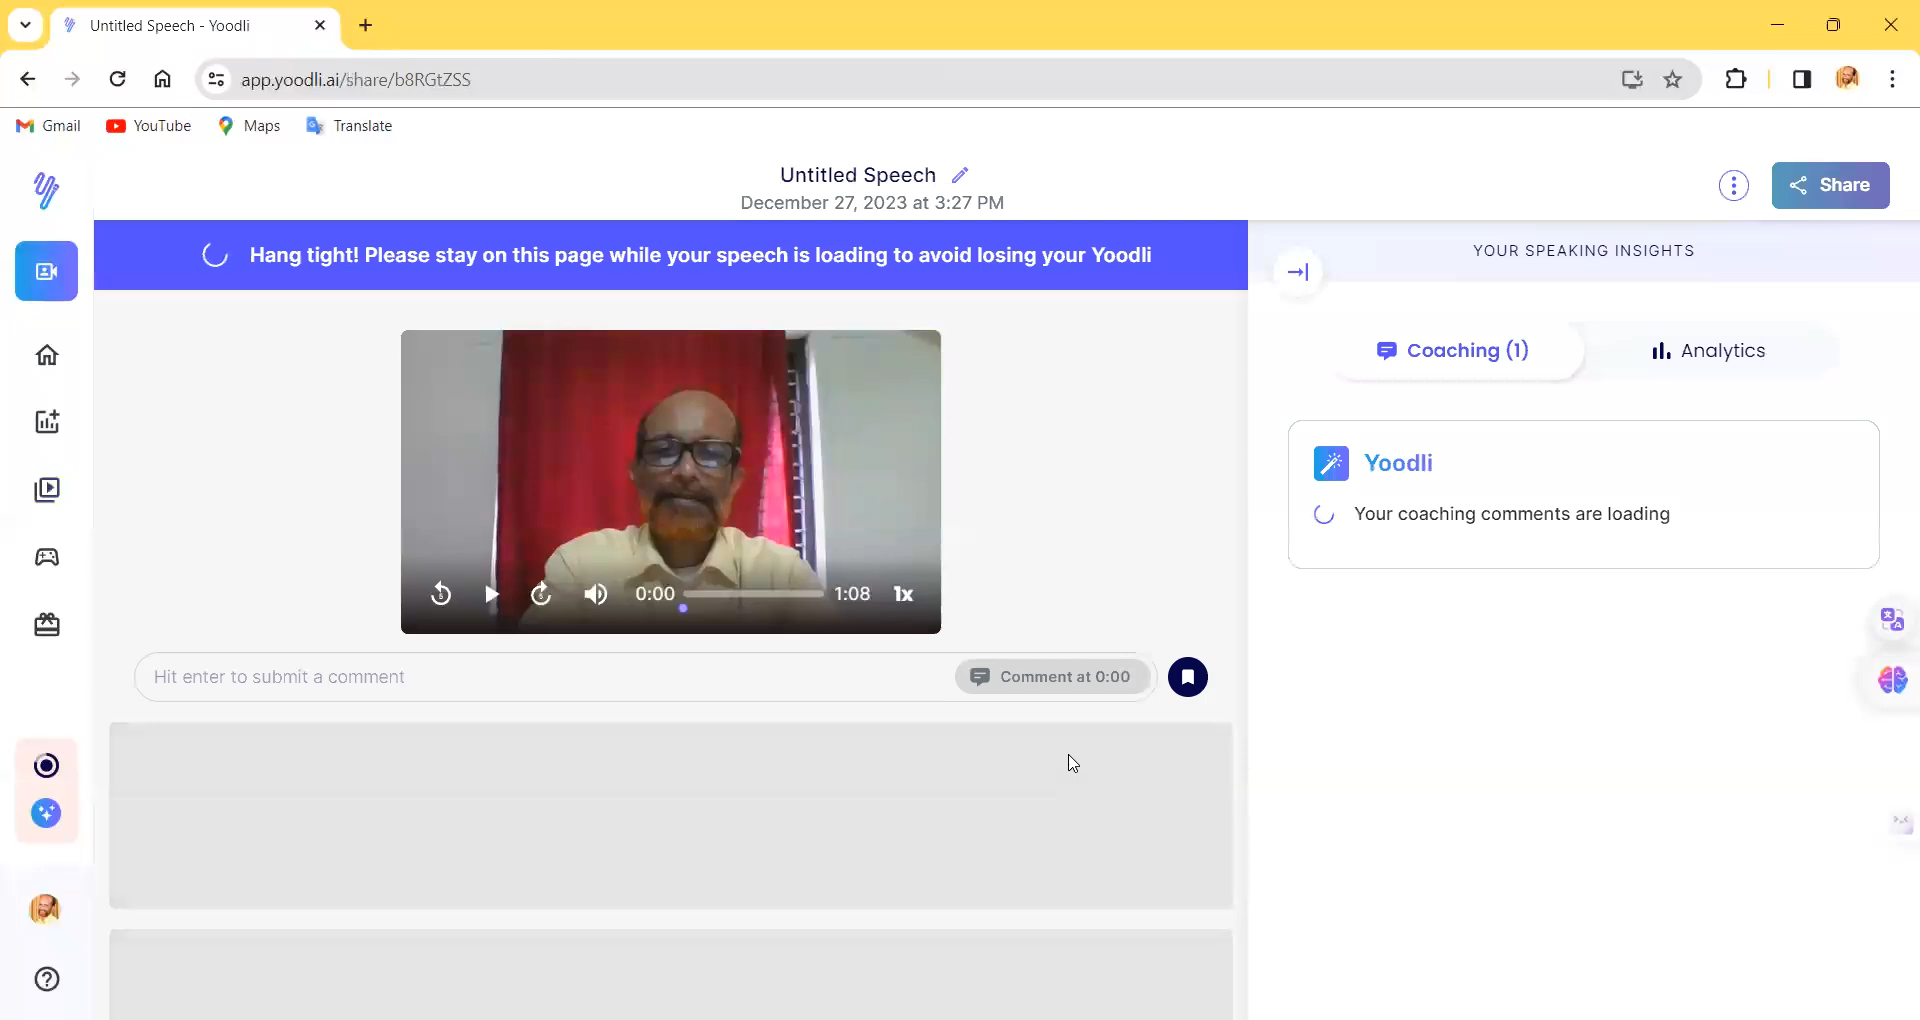 Untitled Speech - Yoodli
app.yoodli.ai/share/b8RGtZSS
Gmail
YouTube
Maps
Translate
Untitled Speech
December 27, 2023 at 3:27 PM
Share
Hang tight! Please stay on this page while your speech is loading to avoid losing your Yoodli
YOUR SPEAKING INSIGHTS
Coaching (1)
Analytics
Yoodli
Your coaching comments are loading
5
5
0:00
1:08
1x
Hit enter to submit a comment
Comment at 0:00